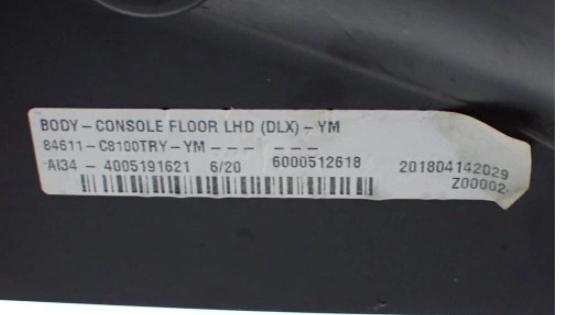 BODY-CONSOLE FLOOR LHD (DLX)-YM
84611-C8100TRY-YM--- --- ---
AI34-4005191621 6/20 6000512618 201804142029
Z00002